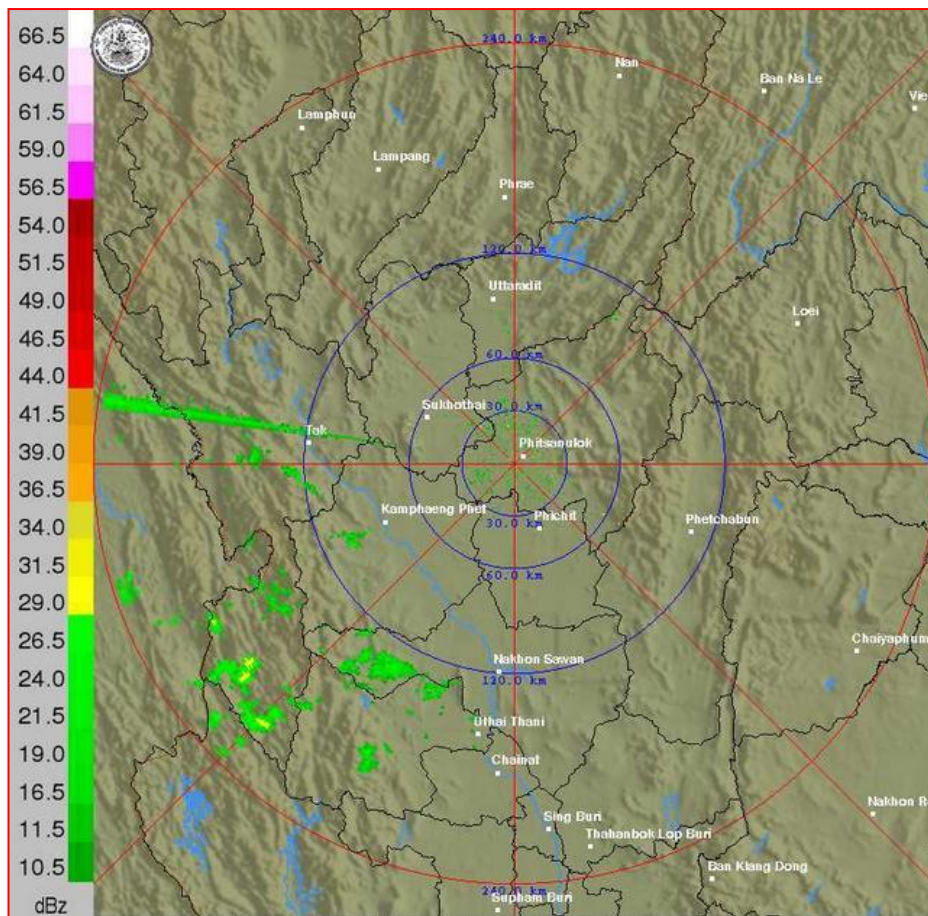 66.5
64.0
61.5
59.0
56.5
54.0
51.5
49.0
46.5
44.0
41.5
39.0
36.5
34.0
31.5
29.0
26.5
24.0
21.5
19.0
16.5
11.5
10.5
dBz
240.0 km
Nan
Ban Na Le
Vie
Lamphun
Lampang
Phrae
120.0 km
Uttaradit
Loei
60.0 km
30.0 km
Sukhothai
Tak
Phitsanulok
Kamphaeng Phet
30.0 km
Phichit
Phetchabun
60.0 km
Chaiyaphum
Nakhon Sawan
120.0 km
Uthai Thani
Chainat
Nakhon R
Sing Buri
Thahanbok Lop Buri
Ban Klang Dong
240.0 km
Supham Buri